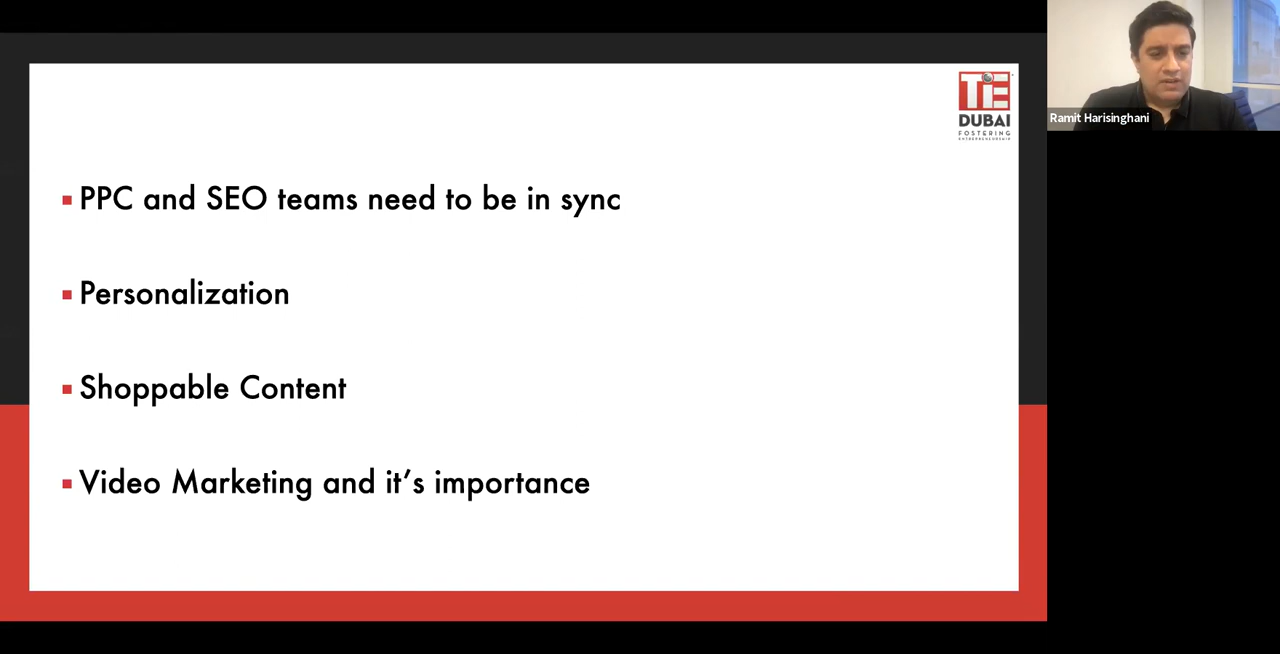 TiE
DUBAI
FOSTERING
ENTREPRENEURSHIP
Ramit Harisinghani
PPC and SEO teams need to be in sync
Personalization
Shoppable Content
Video Marketing and it’s importance